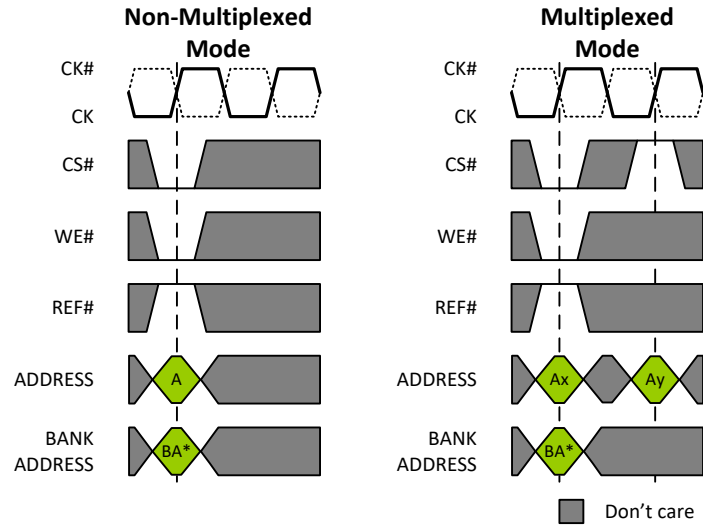 Non-Multiplexed
Mode
CK#
CK
CS#
WE#
REF#
ADDRESS
A
BANK
ADDRESS
BA*
Multiplexed
Mode
CK#
CK
CS#
WE#
REF#
ADDRESS
Ax
Ay
BANK
ADDRESS
BA*
Don't care